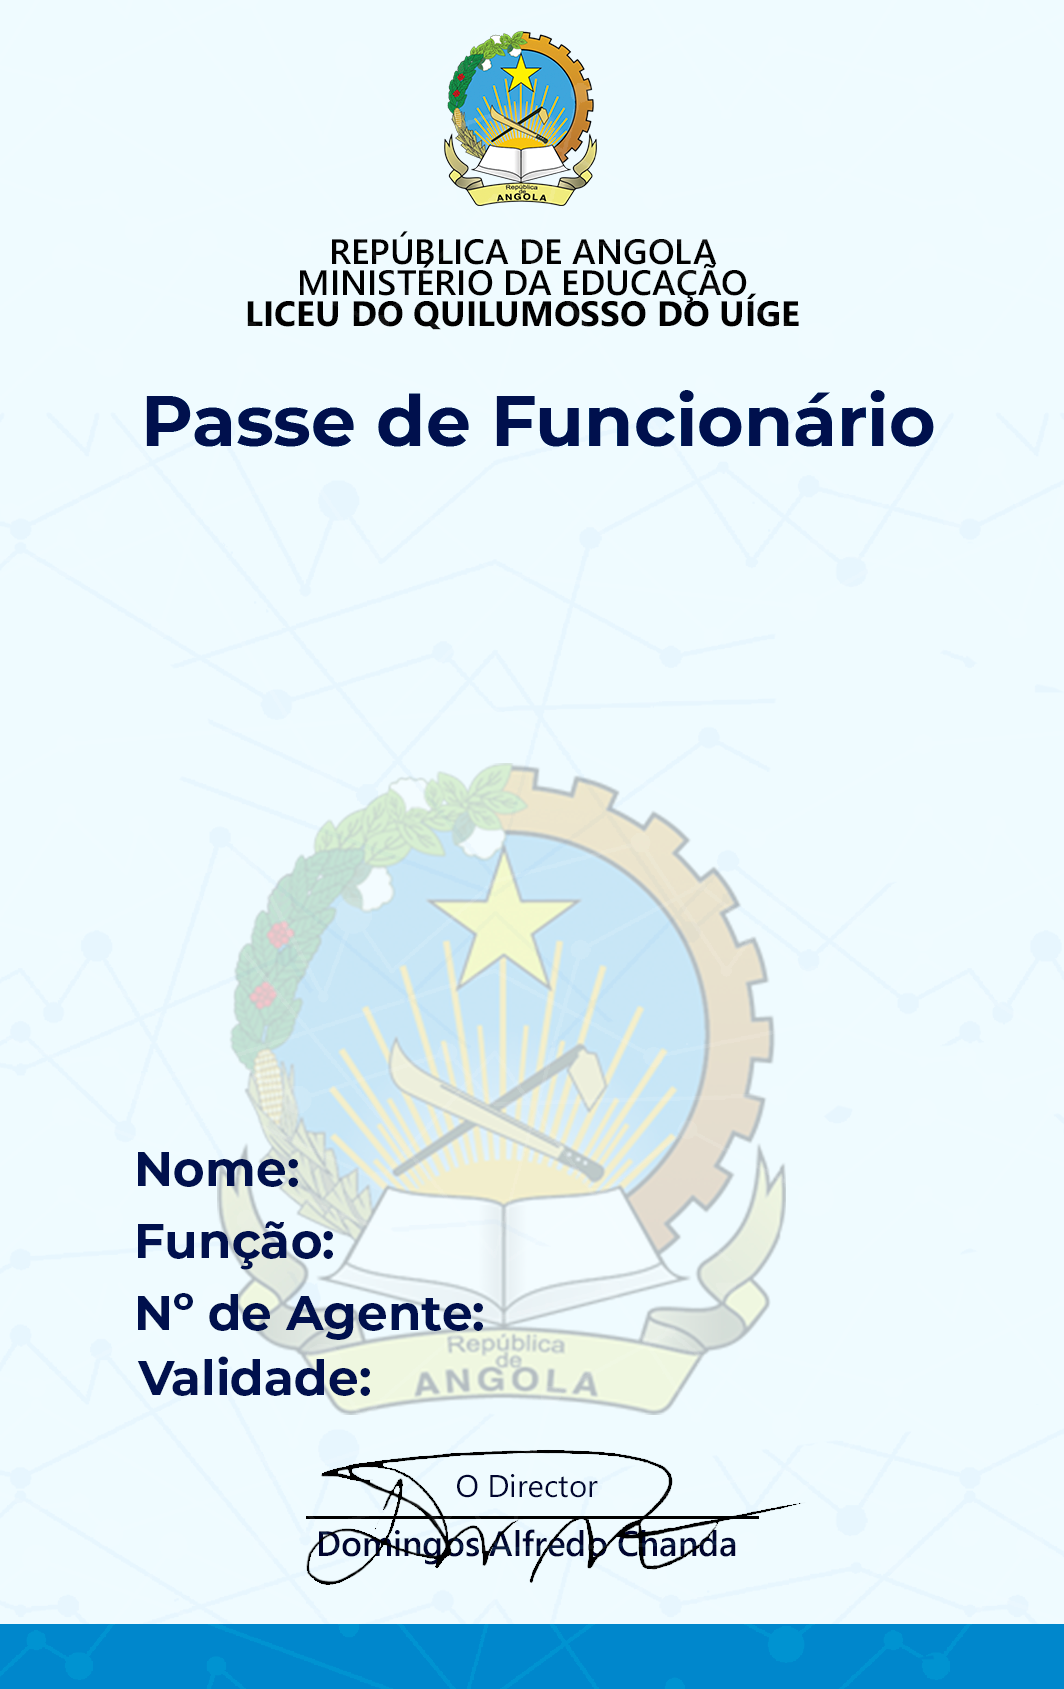 República
de
ANGOLA
REPÚBLICA DE ANGOLA
MINISTÉRIO DA EDUCAÇÃO
LICEU DO QUILUMOSSO DO UÍGE
Passe de Funcionário
Nome:
Função:
Nº de Agente:
Validade:
República
de
ANGOLA
O Director
Domingos Alfredo Chanda